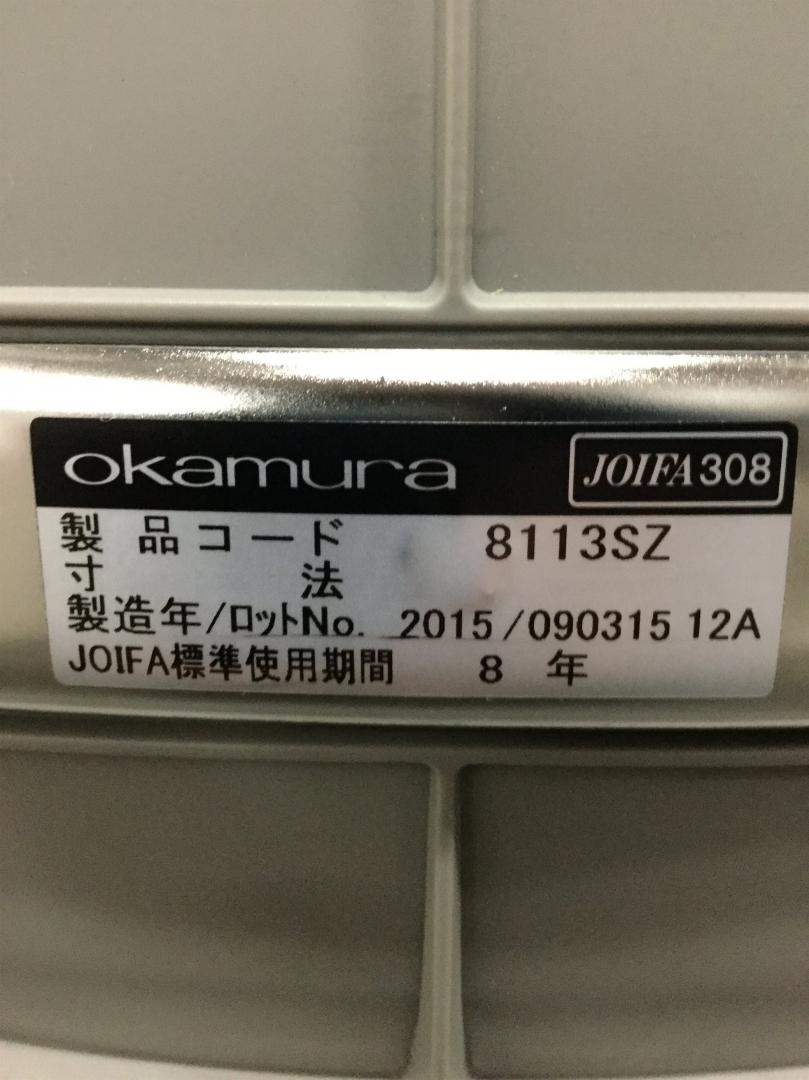 okamura JOIFA308
製品コード 8113SZ
寸法
製造年/ロットNo. 2015/090315 12A
JOIFA標準使用期間 8 年